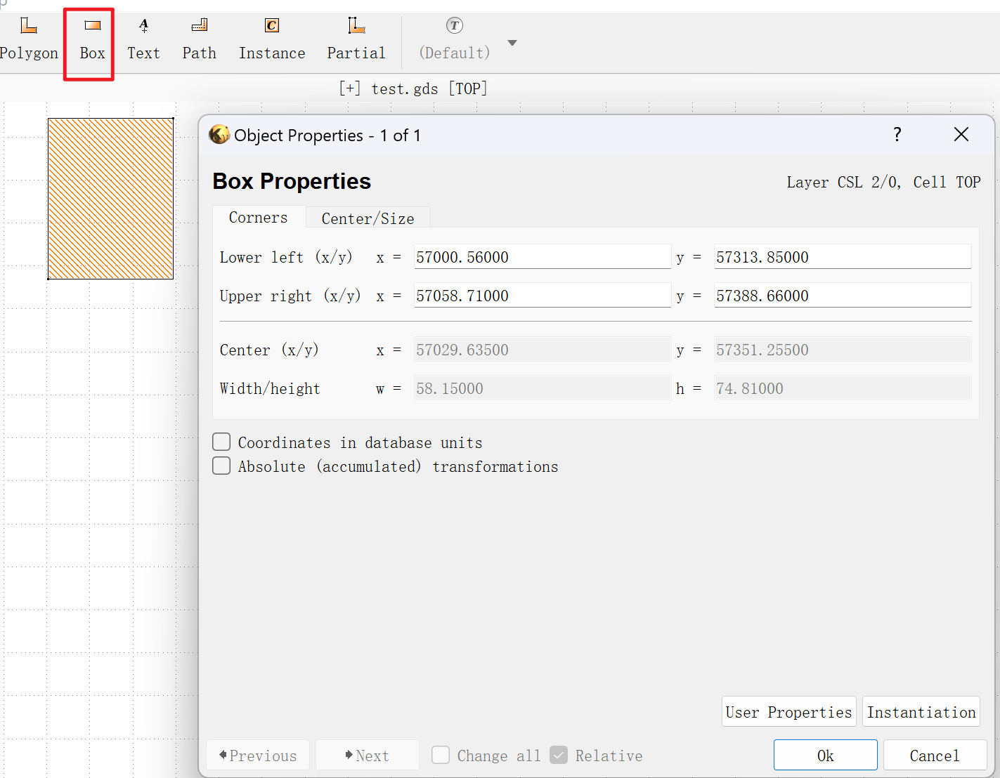 Polygon Box Text Path Instance Partial (Default)
[+] test.gds [TOP]
Object Properties - 1 of 1 ?
Box Properties Layer CSL 2/0, Cell TOP
Corners Center/Size
Lower left (x/y) x = 57000.56000 y = 57313.85000
Upper right (x/y) x = 57058.71000 y = 57388.66000
Center (x/y) x = 57029.63500 y = 57351.25500
Width/height w = 58.15000 h = 74.81000
Coordinates in database units
Absolute (accumulated) transformations
User Properties Instantiation
Previous Next Change all Relative Ok Cancel